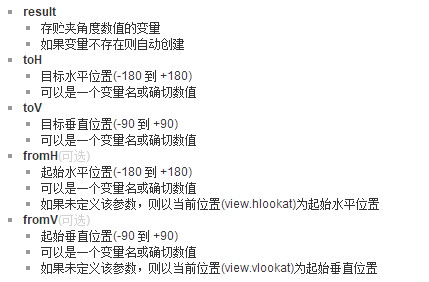 result
存贮夹角度数值的变量
如果变量不存在则自动创建
toH
目标水平位置(-180 到 +180)
可以是一个变量名或确切数值
toV
目标垂直位置(-90 到 +90)
可以是一个变量名或确切数值
fromH(可选)
起始水平位置(-180 到 +180)
可以是一个变量名或确切数值
如果未定义该参数，则以当前位置(view.hlookat)为起始水平位置
fromV(可选)
起始垂直位置(-90 到 +90)
可以是一个变量名或确切数值
如果未定义该参数，则以当前位置(view.vlookat)为起始垂直位置